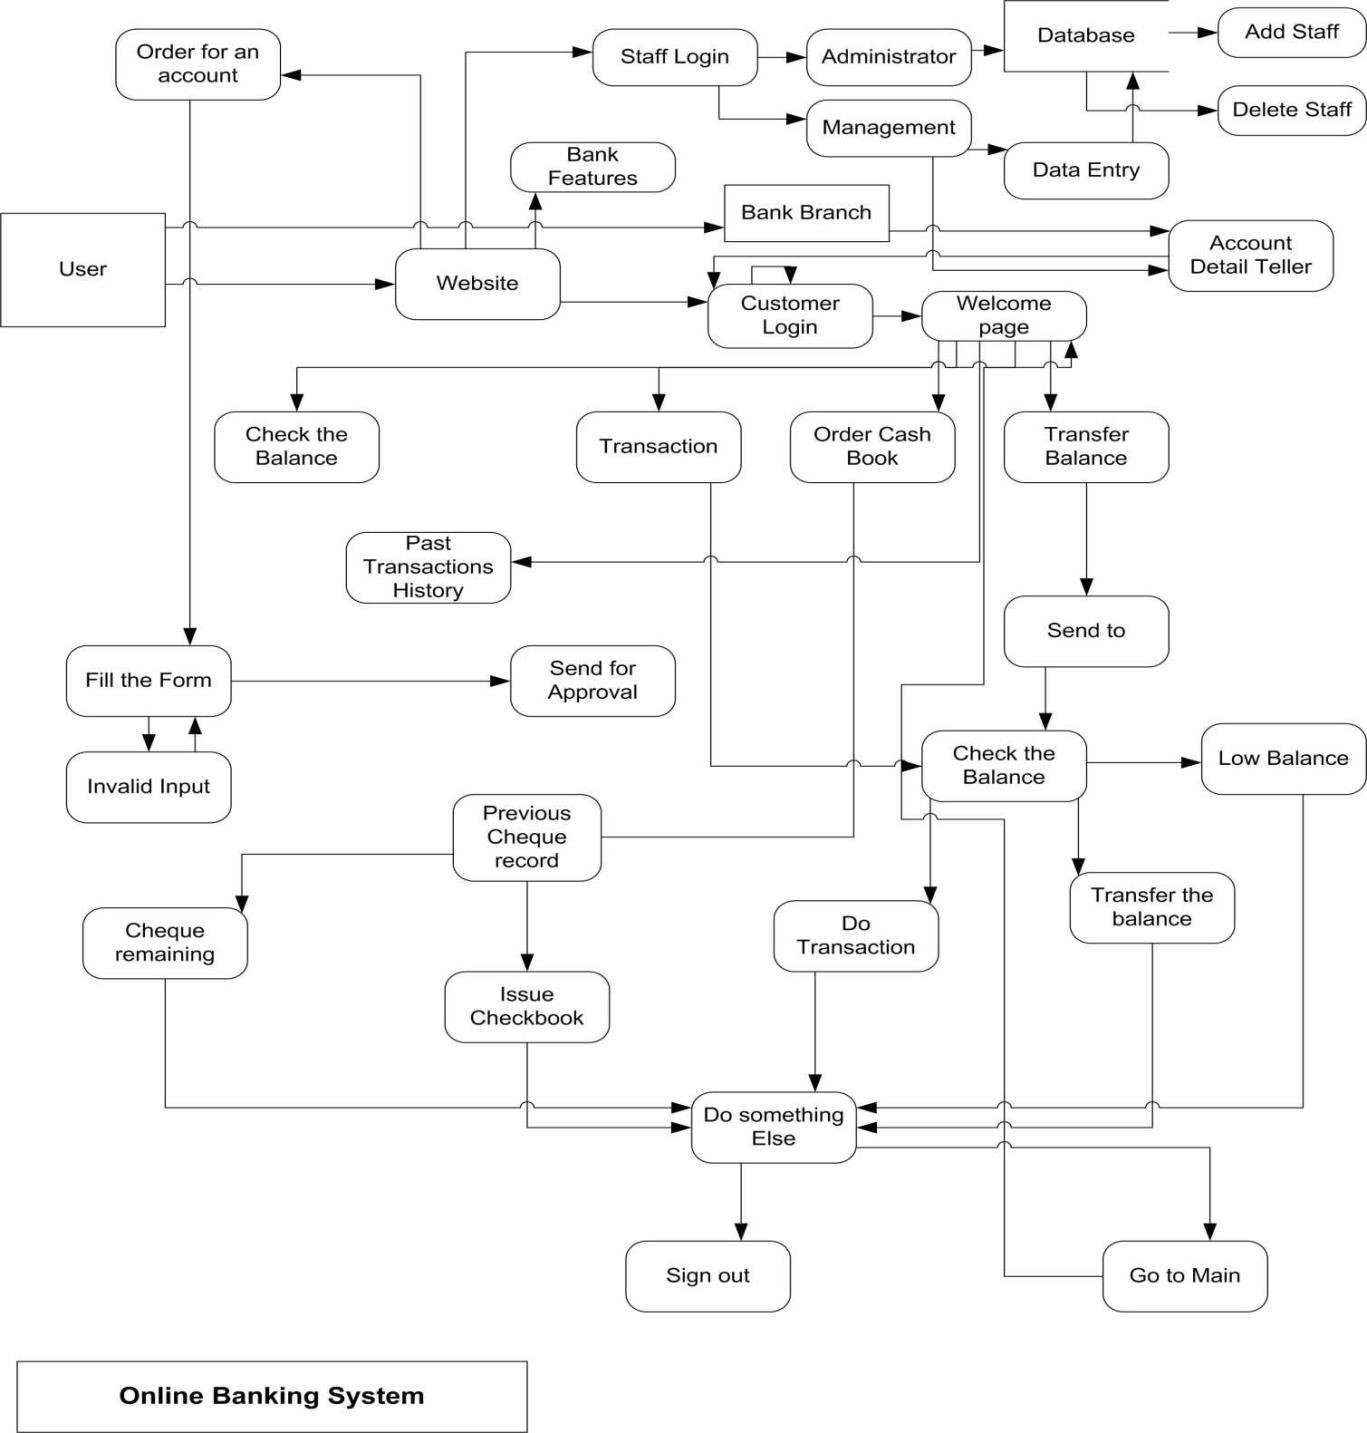 Order for an
account
Staff Login
Administrator
Database
Add Staff
Delete Staff
Management
Data Entry
Bank
Features
Bank Branch
Account
Detail Teller
User
Website
Customer
Login
Welcome
page
Check the
Balance
Transaction
Order Cash
Book
Transfer
Balance
Past
Transactions
History
Send to
Fill the Form
Send for
Approval
Invalid Input
Check the
Balance
Low Balance
Previous
Cheque
record
Cheque
remaining
Do
Transaction
Transfer the
balance
Issue
Checkbook
Do something
Else
Sign out
Go to Main
Online Banking System